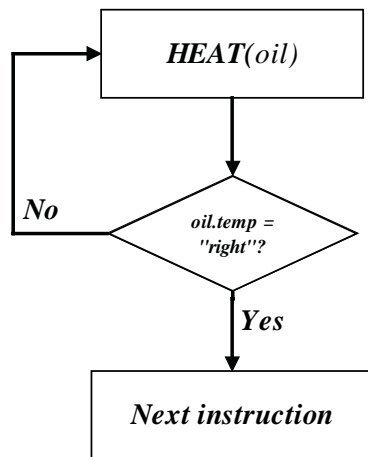 HEAT(oil)
No
oil.temp =
"right"?
Yes
Next instruction